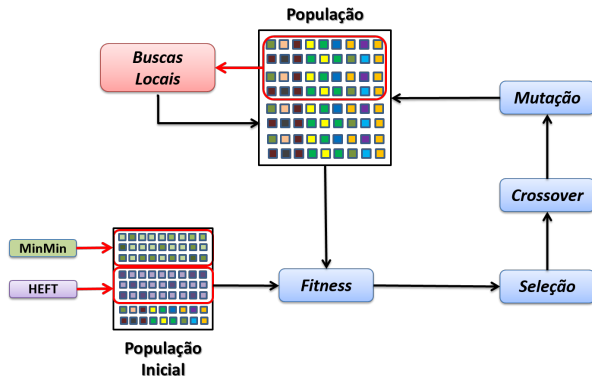 População
Buscas
Locais
Mutação
Crossover
MinMin
HEFT
Fitness
Seleção
População
Inicial